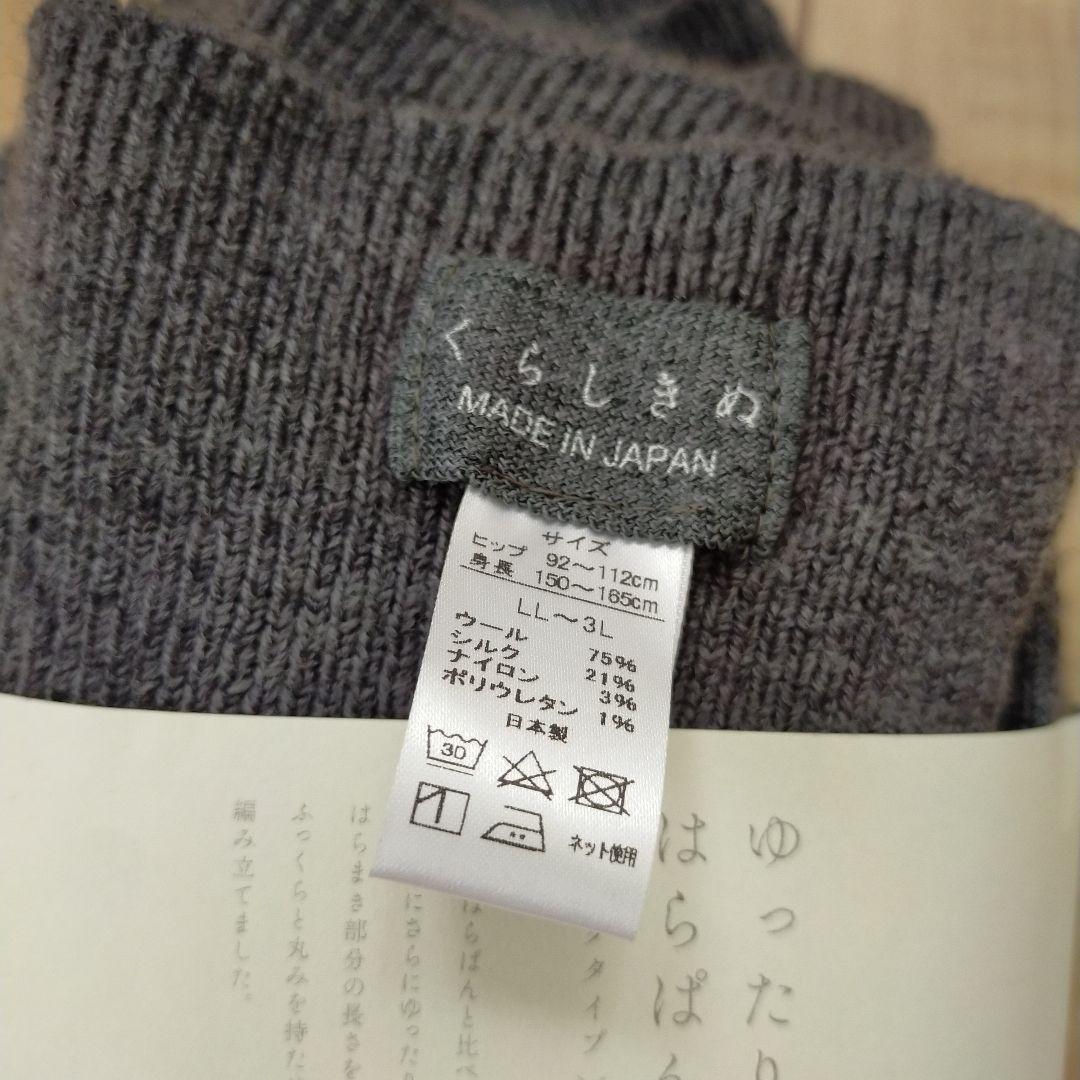 くらしきぬ
MADE IN JAPAN
サイズ
ヒップ 92～112cm
身長 150～165cm
LL～3L
ウール 75%
シルク 21%
ナイロン 3%
ポリウレタン 1%
日本製
30
ネット使用
ゆったり
はらぱん
タイプ
はらぱんと比べ
にさらにゆった
はらまき部分の長さを
ふっくらと丸みを持た
編み立てました。